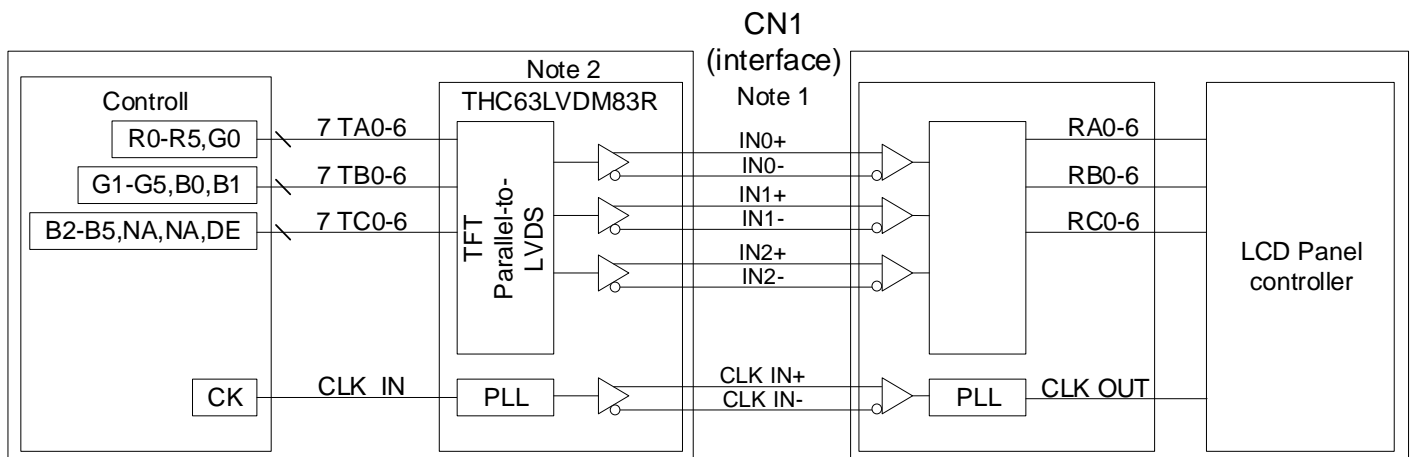 CN1
(interface)
Note 1
Note 2
THC63LVDM83R
Controll
R0-R5,G0
7 TA0-6
G1-G5,B0,B1
7 TB0-6
B2-B5,NA,NA,DE
7 TC0-6
TFT
Parallel-to-
LVDS
IN0+
IN0-
IN1+
IN1-
IN2+
IN2-
RA0-6
RB0-6
RC0-6
LCD Panel
controller
CK
CLK IN
PLL
CLK IN+
CLK IN-
PLL
CLK OUT